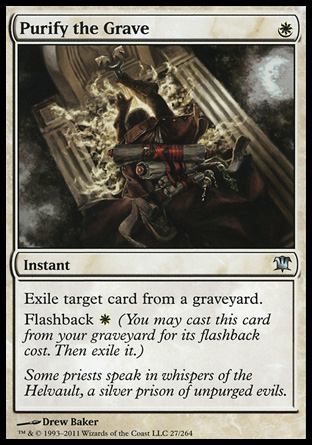 Purify the Grave
Instant
Exile target card from a graveyard.
Flashback (You may cast this card
from your graveyard for its flashback
cost. Then exile it.)
Some priests speak in whispers of the
Helvault, a silver prison of unpurged evils.
Drew Baker
™ & © 1993–2011 Wizards of the Coast LLC 27/264